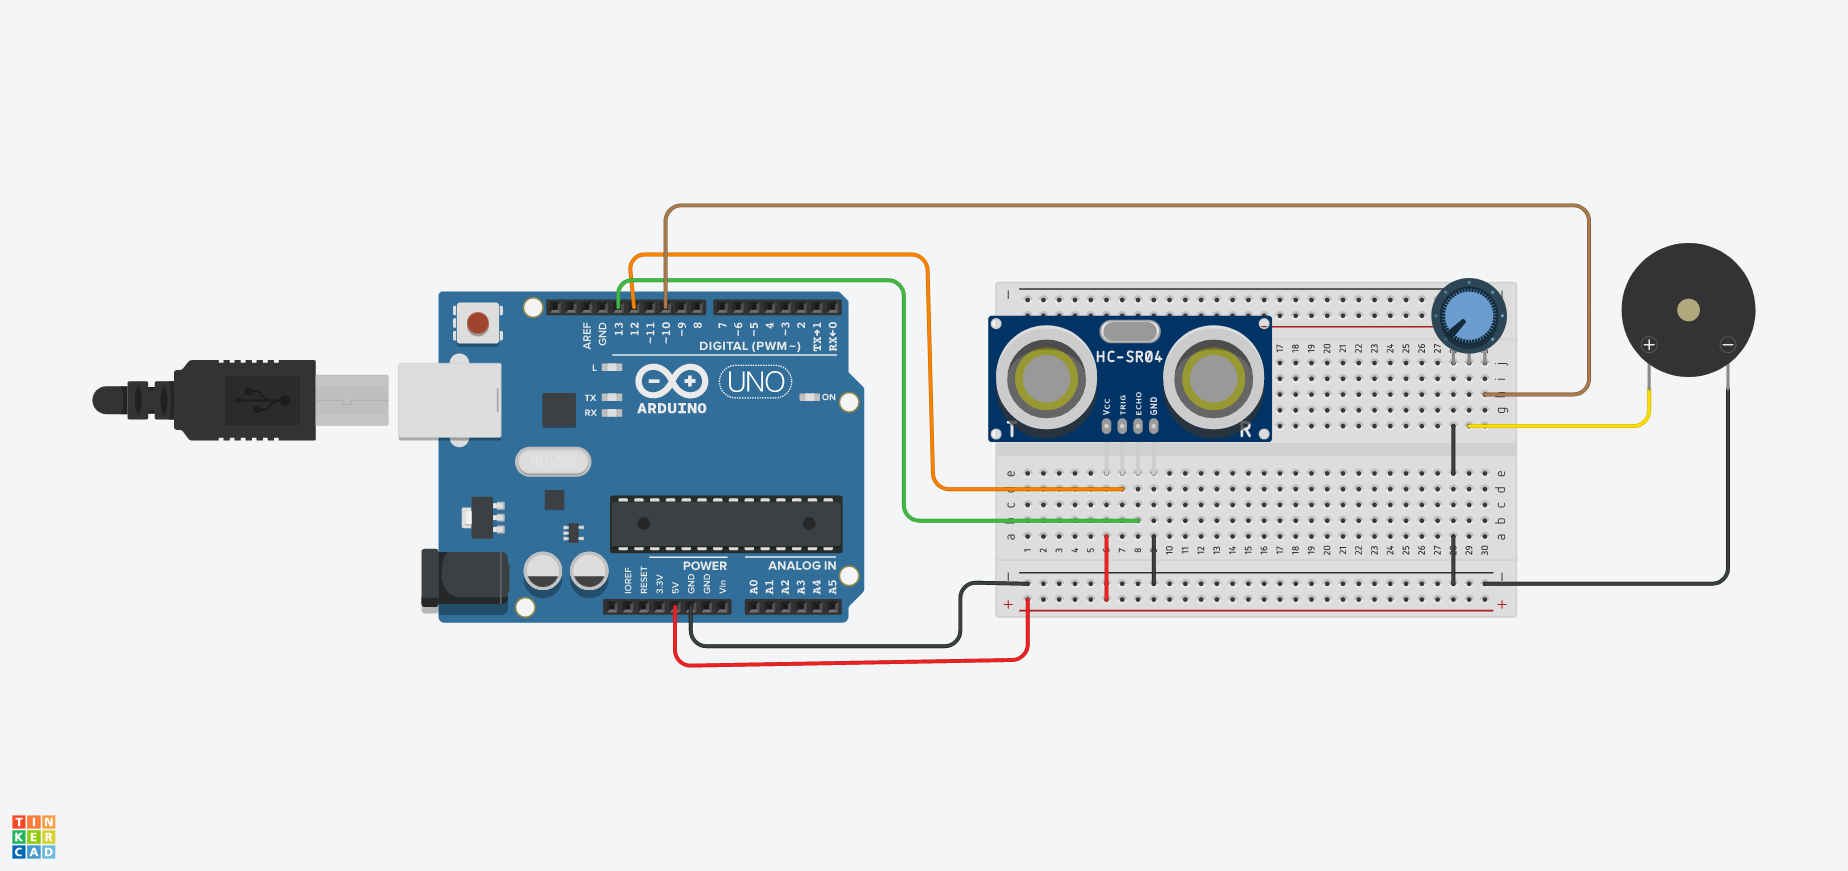 AREF
GND
13
12
~11
~10
~9
8
7
~6
~5
4
~3
2
TX→1
RX←0
DIGITAL (PWM~)
L
TX
RX
ARDUINO
UNO
ON
IOREF
RESET
3.3V
5V
GND
GND
Vin
POWER
A0
A1
A2
A3
A4
A5
ANALOG IN
HC-SR04
Vcc
TRIG
ECHO
GND
T
R
17 18 19 20 21 22 23 24 25 26 27
j
i
h
g
e e
d d
c c
b b
a a
1 2 3 4 5 6 7 8 9 10 11 12 13 14 15 16 17 18 19 20 21 22 23 24 25 26 27 28 29 30
TIN
KER
CAD